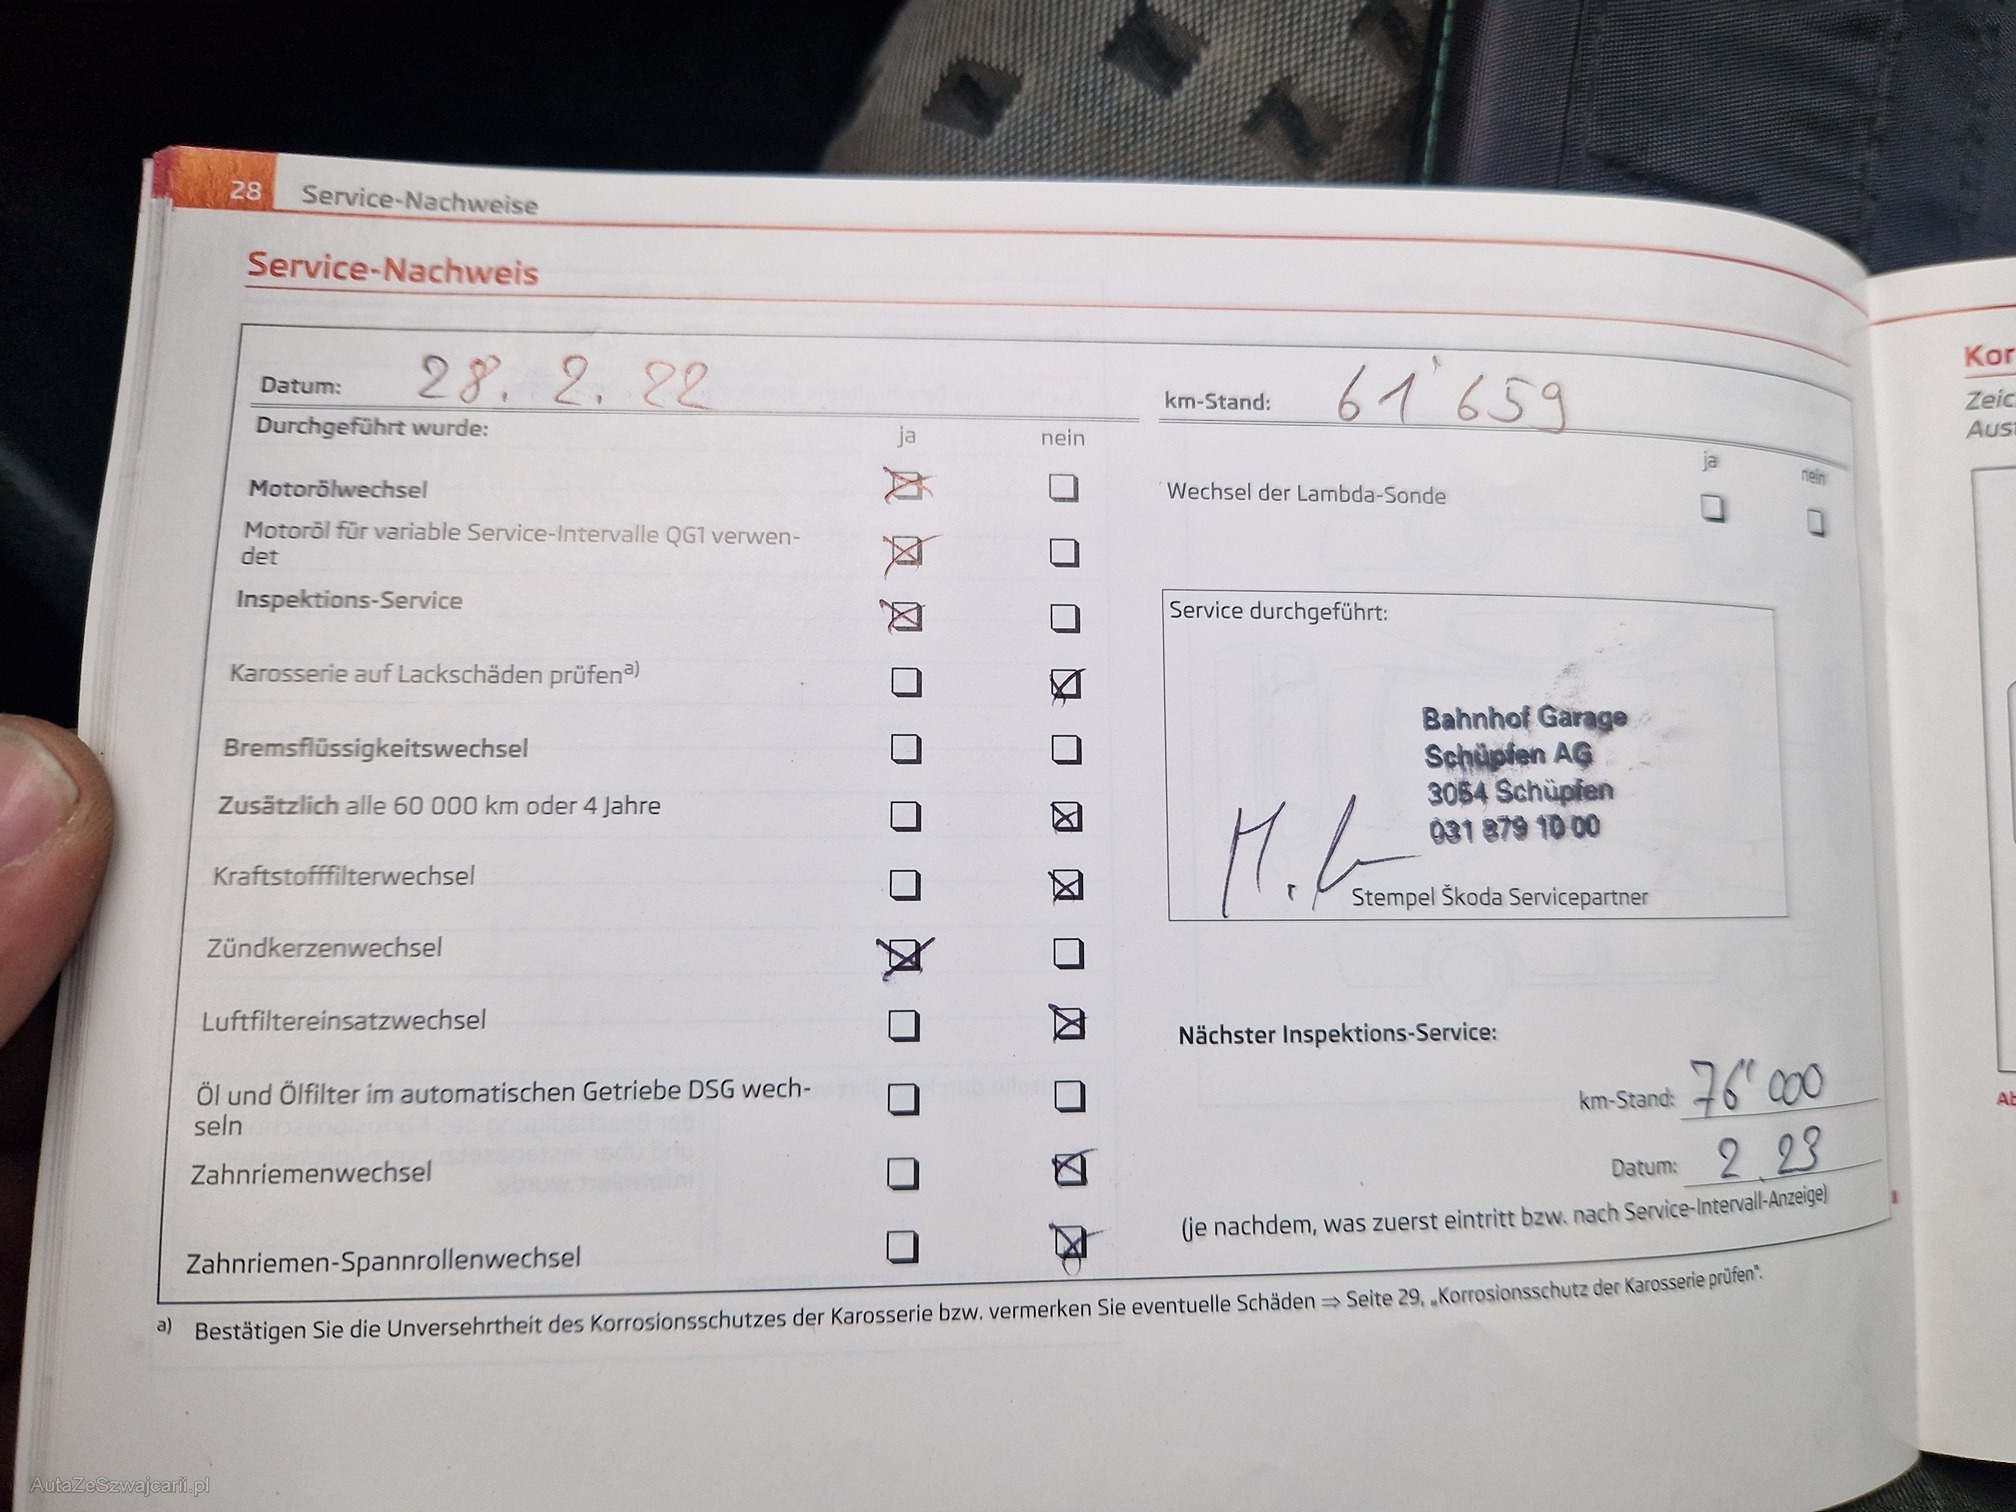 28 Service-Nachweise
Service-Nachweis
Datum: 28. 2. 22
km-Stand: 61'659
Durchgeführt wurde: ja nein
ja nein
Motorölwechsel
Wechsel der Lambda-Sonde
Motoröl für variable Service-Intervalle QG1 verwen-
det
Inspektions-Service
Karosserie auf Lackschäden prüfena)
Bremsflüssigkeitswechsel
Zusätzlich alle 60 000 km oder 4 Jahre
Kraftstofffilterwechsel
Zündkerzenwechsel
Luftfiltereinsatzwechsel
Öl und Ölfilter im automatischen Getriebe DSG wech-
seln
Zahnriemenwechsel
Zahnriemen-Spannrollenwechsel
Service durchgeführt:
Bahnhof Garage
Schüpfen AG
3054 Schüpfen
031 879 10 00
Stempel Škoda Servicepartner
Nächster Inspektions-Service:
km-Stand: 76'000
Datum: 2.23
(je nachdem, was zuerst eintritt bzw. nach Service-Intervall-Anzeige)
a) Bestätigen Sie die Unversehrtheit des Korrosionsschutzes der Karosserie bzw. vermerken Sie eventuelle Schäden ⇒ Seite 29, „Korrosionsschutz der Karosserie prüfen".
Kor
Zeic
Aust
Ab
AutaZeSzwajcarii.pl